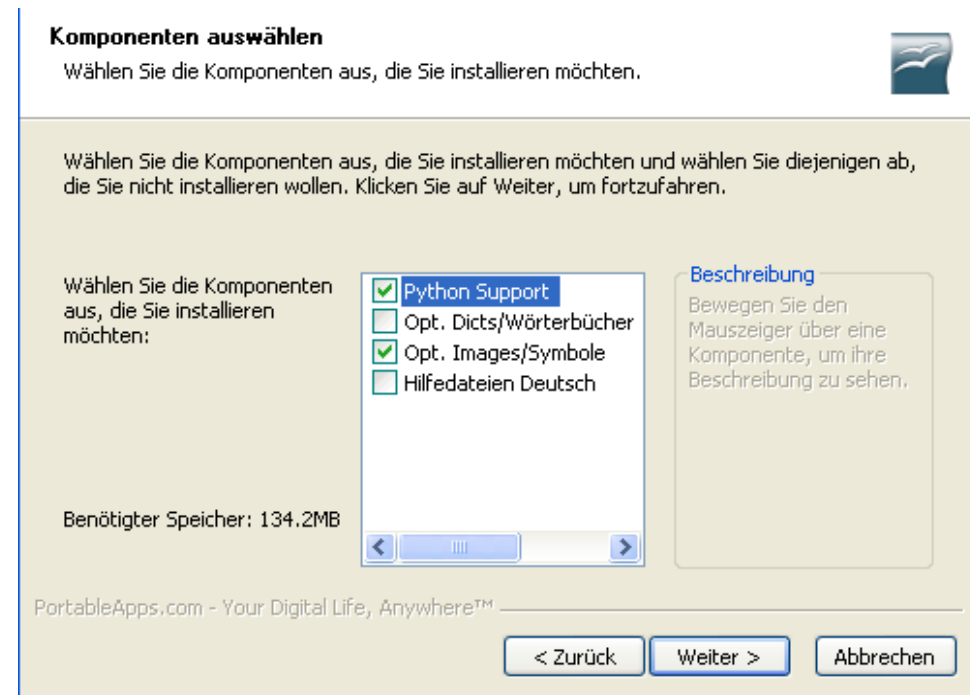 Komponenten auswählen
Wählen Sie die Komponenten aus, die Sie installieren möchten.
Wählen Sie die Komponenten aus, die Sie installieren möchten und wählen Sie diejenigen ab,
die Sie nicht installieren wollen. Klicken Sie auf Weiter, um fortzufahren.
Wählen Sie die Komponenten
aus, die Sie installieren
möchten:
Python Support
Opt. Dicts/Wörterbücher
Opt. Images/Symbole
Hilfedateien Deutsch
Beschreibung
Bewegen Sie den
Mauszeiger über eine
Komponente, um ihre
Beschreibung zu sehen.
Benötigter Speicher: 134.2MB
PortableApps.com - Your Digital Life, Anywhere™
< Zurück
Weiter >
Abbrechen